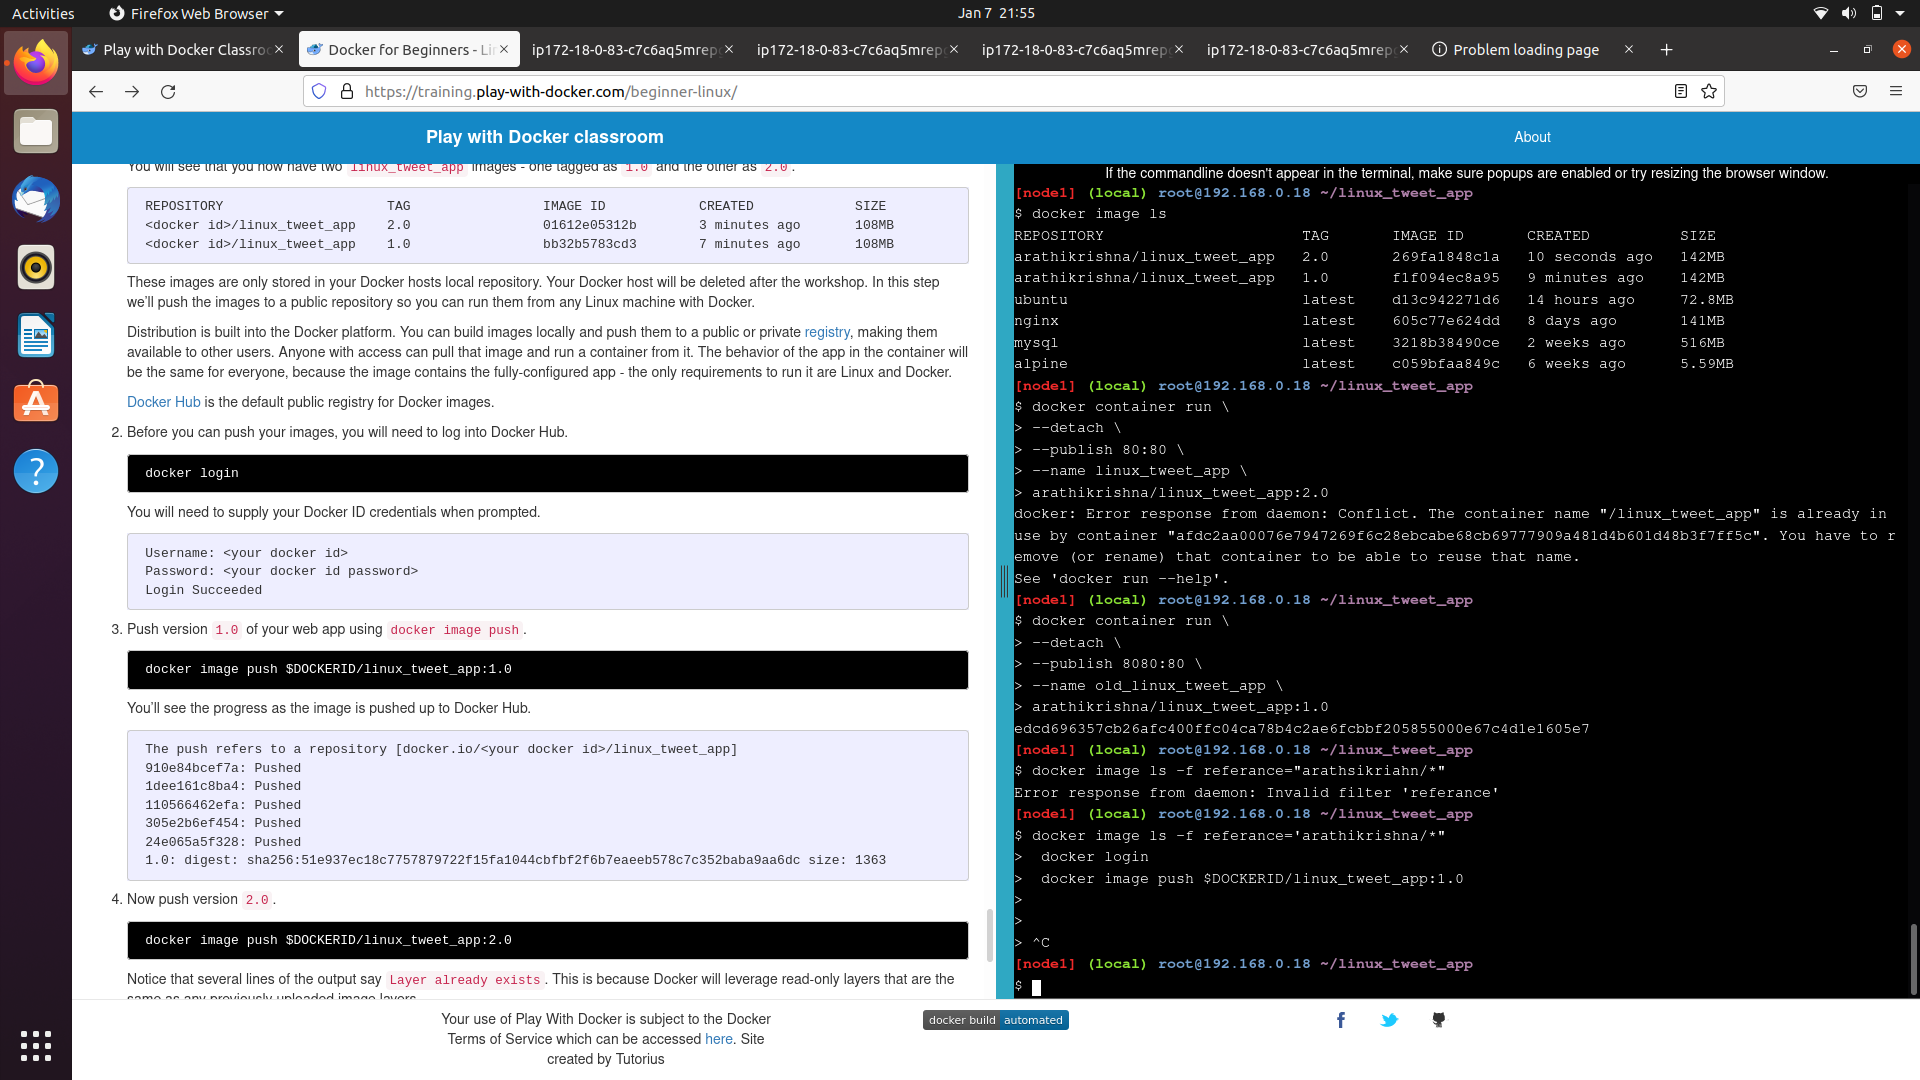 Activities
Firefox Web Browser
Jan 7 21:55
Play with Docker Classro
Docker for Beginners - Li
ip172-18-0-83-c7c6aq5mrep
ip172-18-0-83-c7c6aq5mrep
ip172-18-0-83-c7c6aq5mrep
ip172-18-0-83-c7c6aq5mrep
Problem loading page
https://training.play-with-docker.com/beginner-linux/
Play with Docker classroom
About
You will see that you now have two linux_tweet_app images - one tagged as 1.0 and the other as 2.0.
REPOSITORY TAG IMAGE ID CREATED SIZE
<docker id>/linux_tweet_app 2.0 01612e05312b 3 minutes ago 108MB
<docker id>/linux_tweet_app 1.0 bb32b5783cd3 7 minutes ago 108MB
These images are only stored in your Docker hosts local repository. Your Docker host will be deleted after the workshop. In this step
we'll push the images to a public repository so you can run them from any Linux machine with Docker.
Distribution is built into the Docker platform. You can build images locally and push them to a public or private registry, making them
available to other users. Anyone with access can pull that image and run a container from it. The behavior of the app in the container will
be the same for everyone, because the image contains the fully-configured app - the only requirements to run it are Linux and Docker.
Docker Hub is the default public registry for Docker images.
2. Before you can push your images, you will need to log into Docker Hub.
docker login
You will need to supply your Docker ID credentials when prompted.
Username: <your docker id>
Password: <your docker id password>
Login Succeeded
3. Push version 1.0 of your web app using docker image push.
docker image push $DOCKERID/linux_tweet_app:1.0
You'll see the progress as the image is pushed up to Docker Hub.
The push refers to a repository [docker.io/<your docker id>/linux_tweet_app]
910e84bcef7a: Pushed
1dee161c8ba4: Pushed
110566462efa: Pushed
305e2b6ef454: Pushed
24e065a5f328: Pushed
1.0: digest: sha256:51e937ec18c7757879722f15fa1044cbfbf2f6b7eaeeb578c7c352baba9aa6dc size: 1363
4. Now push version 2.0.
docker image push $DOCKERID/linux_tweet_app:2.0
Notice that several lines of the output say Layer already exists. This is because Docker will leverage read-only layers that are the
same as any previously uploaded image layers
If the commandline doesn't appear in the terminal, make sure popups are enabled or try resizing the browser window.
[node1] (local) root@192.168.0.18 ~/linux_tweet_app
$ docker image ls
REPOSITORY TAG IMAGE ID CREATED SIZE
arathikrishna/linux_tweet_app 2.0 269fa1848c1a 10 seconds ago 142MB
arathikrishna/linux_tweet_app 1.0 f1f094ec8a95 9 minutes ago 142MB
ubuntu latest d13c942271d6 14 hours ago 72.8MB
nginx latest 605c77e624dd 8 days ago 141MB
mysql latest 3218b38490ce 2 weeks ago 516MB
alpine latest c059bfaa849c 6 weeks ago 5.59MB
[node1] (local) root@192.168.0.18 ~/linux_tweet_app
$ docker container run \
> --detach \
> --publish 80:80 \
> --name linux_tweet_app \
> arathikrishna/linux_tweet_app:2.0
docker: Error response from daemon: Conflict. The container name "/linux_tweet_app" is already in
use by container "afdc2aa00076e7947269f6c28ebcabe68cb69777909a481d4b601d48b3f7ff5c". You have to r
emove (or rename) that container to be able to reuse that name.
See 'docker run --help'.
[node1] (local) root@192.168.0.18 ~/linux_tweet_app
$ docker container run \
> --detach \
> --publish 8080:80 \
> --name old_linux_tweet_app \
> arathikrishna/linux_tweet_app:1.0
edcd696357cb26afc400ffc04ca78b4c2ae6fcbbf205855000e67c4d1e1605e7
[node1] (local) root@192.168.0.18 ~/linux_tweet_app
$ docker image ls -f referance="arathsikriahn/*"
Error response from daemon: Invalid filter 'referance'
[node1] (local) root@192.168.0.18 ~/linux_tweet_app
$ docker image ls -f referance='arathikrishna/*"
> docker login
> docker image push $DOCKERID/linux_tweet_app:1.0
>
>
> ^C
[node1] (local) root@192.168.0.18 ~/linux_tweet_app
$
Your use of Play With Docker is subject to the Docker
Terms of Service which can be accessed here. Site
created by Tutorius
docker build automated